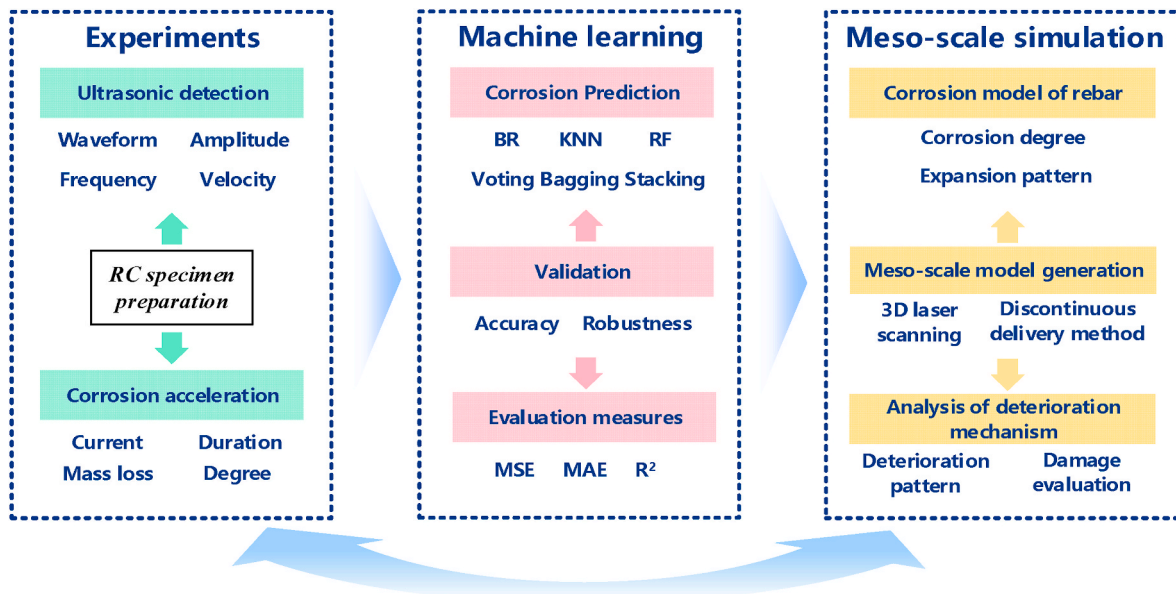 Experiments
Ultrasonic detection
Waveform Amplitude
Frequency Velocity
RC specimen
preparation
Corrosion acceleration
Current Duration
Mass loss Degree
Machine learning
Corrosion Prediction
BR KNN RF
Voting Bagging Stacking
Validation
Accuracy Robustness
Evaluation measures
MSE MAE R²
Meso-scale simulation
Corrosion model of rebar
Corrosion degree
Expansion pattern
Meso-scale model generation
3D laser
scanning
Discontinuous
delivery method
Analysis of deterioration
mechanism
Deterioration
pattern
Damage
evaluation